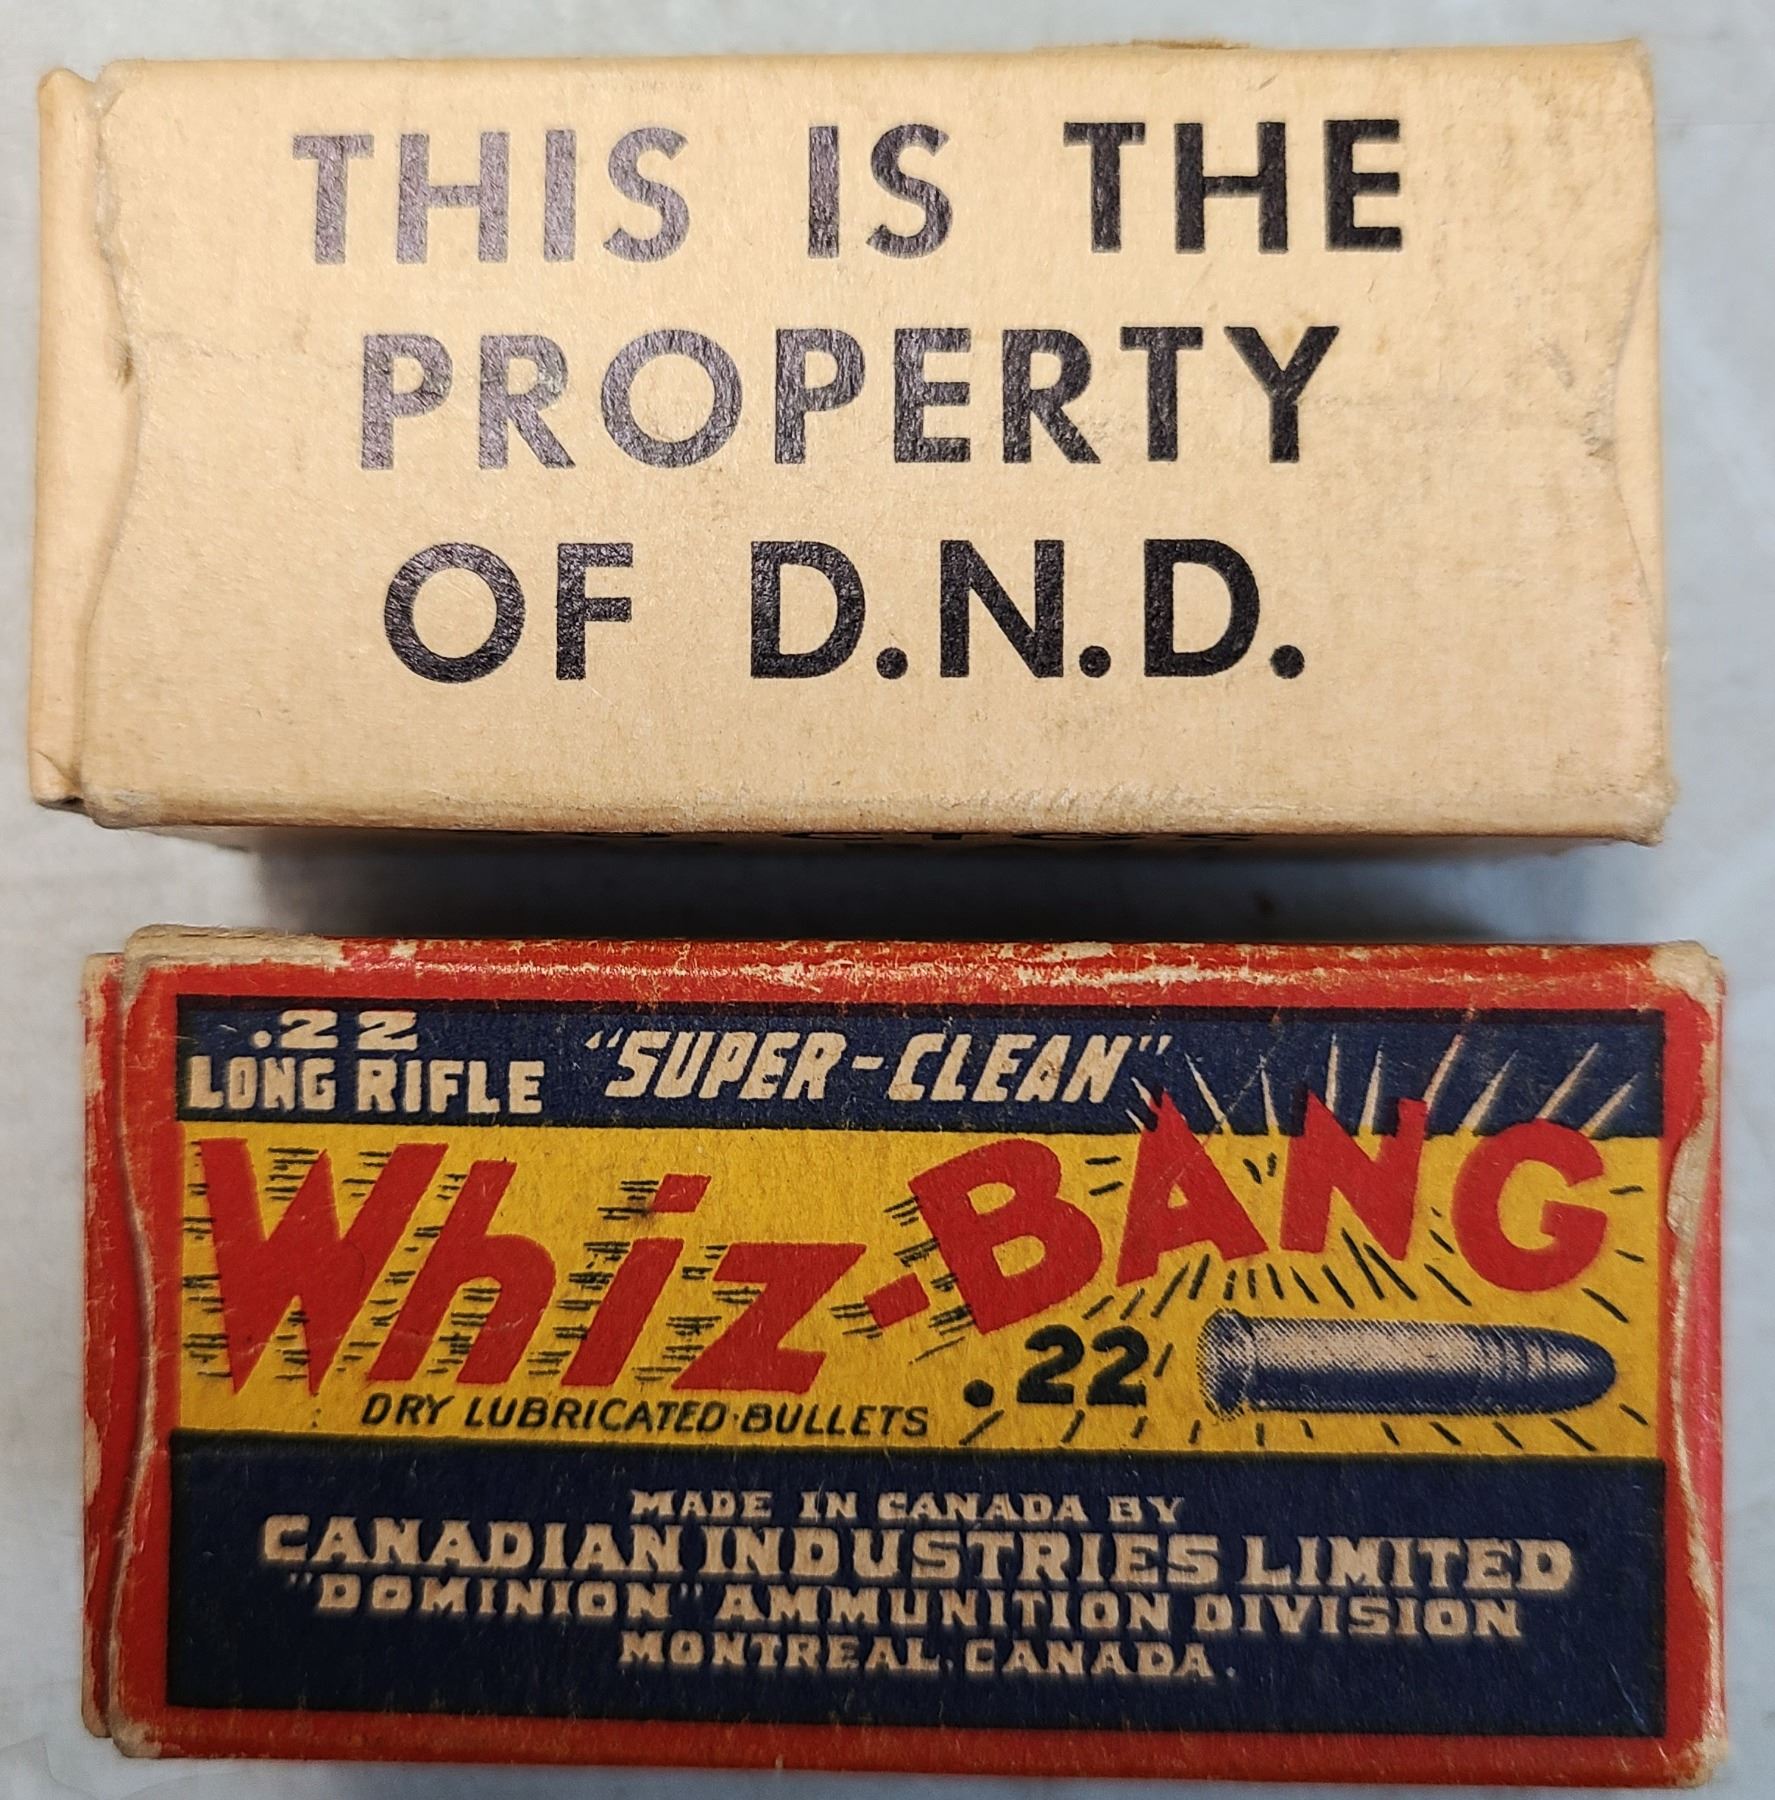 THIS IS THE
PROPERTY
OF D.N.D.
.22
LONG RIFLE
"SUPER-CLEAN"
Whiz-BANG
.22
DRY LUBRICATED BULLETS
MADE IN CANADA BY
CANADIAN INDUSTRIES LIMITED
"DOMINION" AMMUNITION DIVISION
MONTREAL, CANADA.